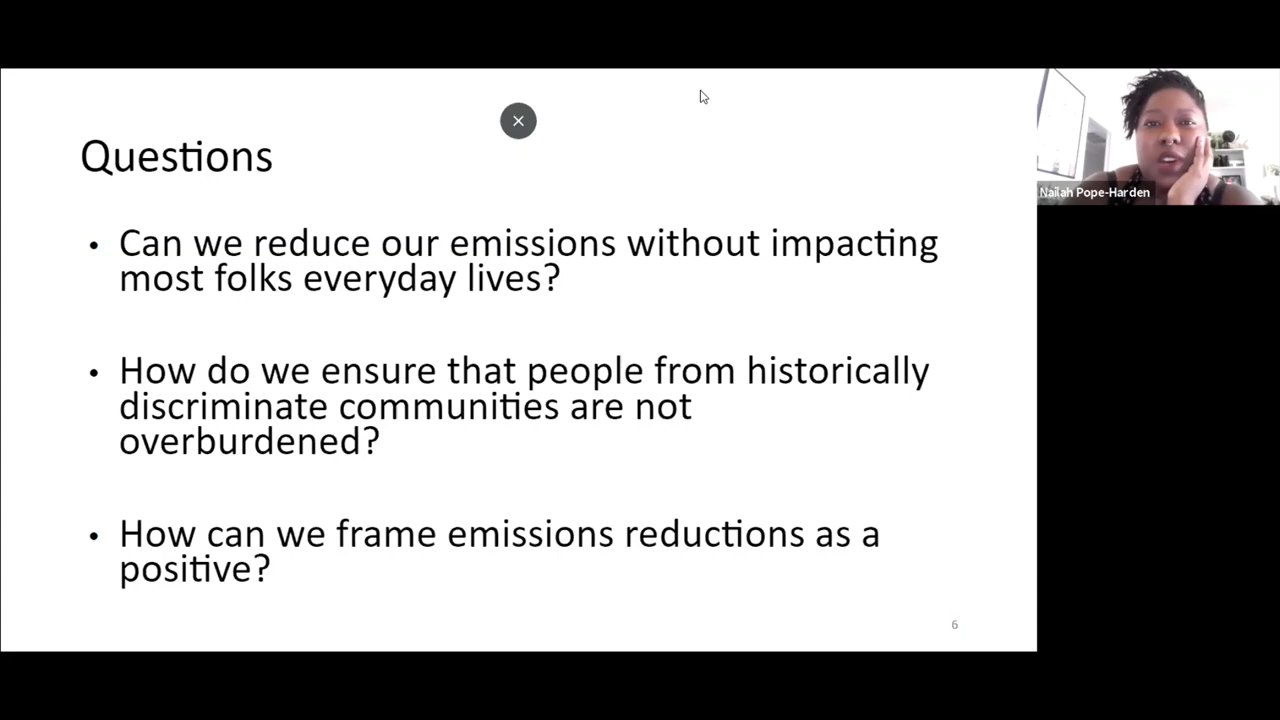 Questions
• Can we reduce our emissions without impacting
most folks everyday lives?
• How do we ensure that people from historically
discriminate communities are not
overburdened?
• How can we frame emissions reductions as a
positive?
6
Nailah Pope-Harden